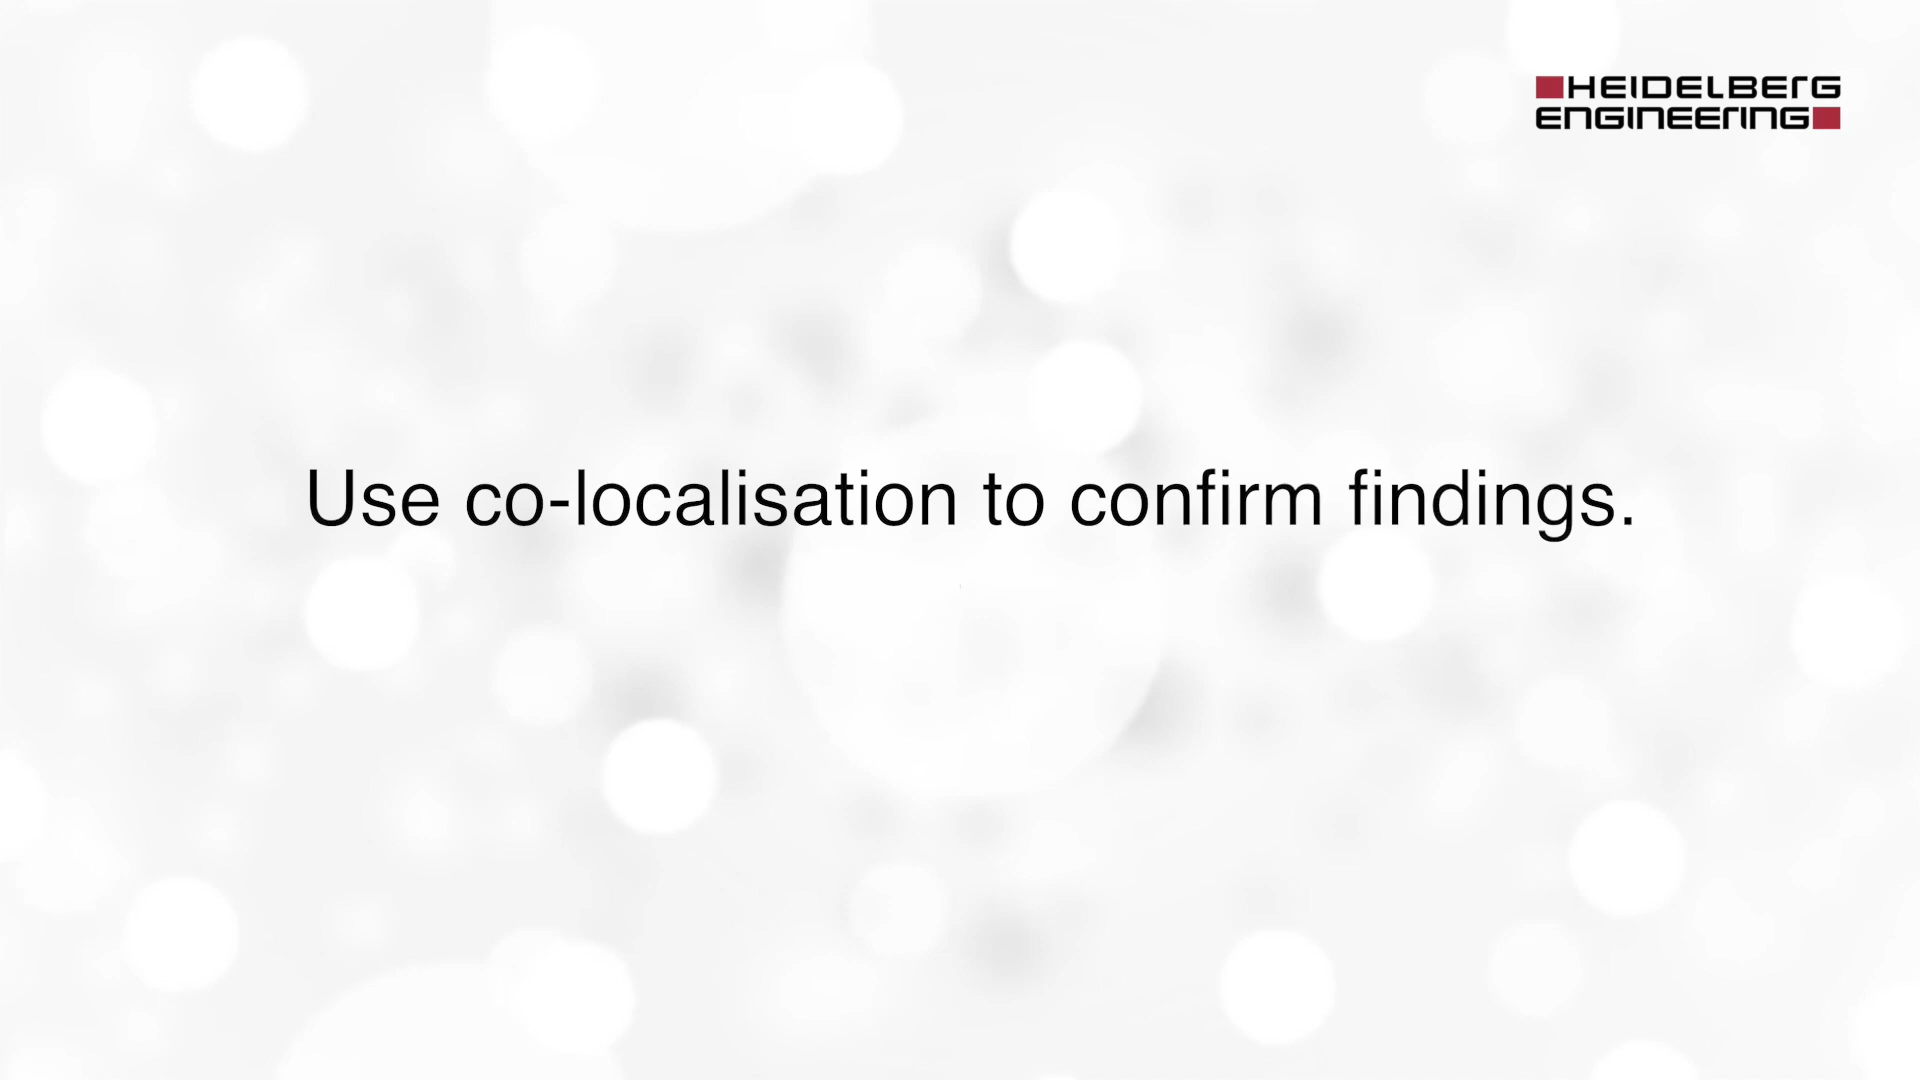 HEIDELBERG
ENGINEERING
Use co-localisation to confirm findings.